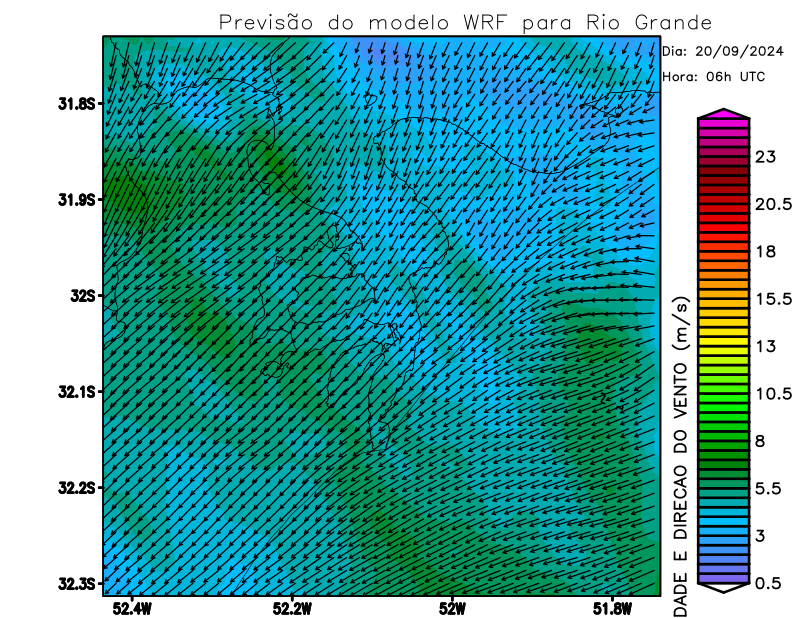 Previsão do modelo WRF para Rio Grande
Dia: 20/09/2024
Hora: 06h UTC
31.8S
31.9S
32S
32.1S
32.2S
32.3S
52.4W
52.2W
52W
51.8W
DADE E DIRECAO DO VENTO (m/s)
23
20.5
18
15.5
13
10.5
8
5.5
3
0.5